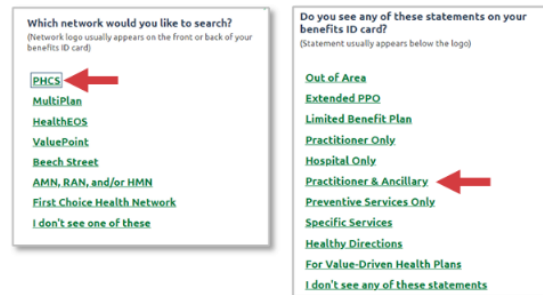 Which network would you like to search?
(Network logo usually appears on the front or back of your
benefits ID card)
PHCS
MultiPlan
HealthEOS
ValuePoint
Beech Street
AMN, RAN, and/or HMN
First Choice Health Network
I don't see one of these
Do you see any of these statements on your
benefits ID card?
(Statement usually appears below the logo)
Out of Area
Extended PPO
Limited Benefit Plan
Practitioner Only
Hospital Only
Practitioner & Ancillary
Preventive Services Only
Specific Services
Healthy Directions
For Value-Driven Health Plans
I don't see any of these statements